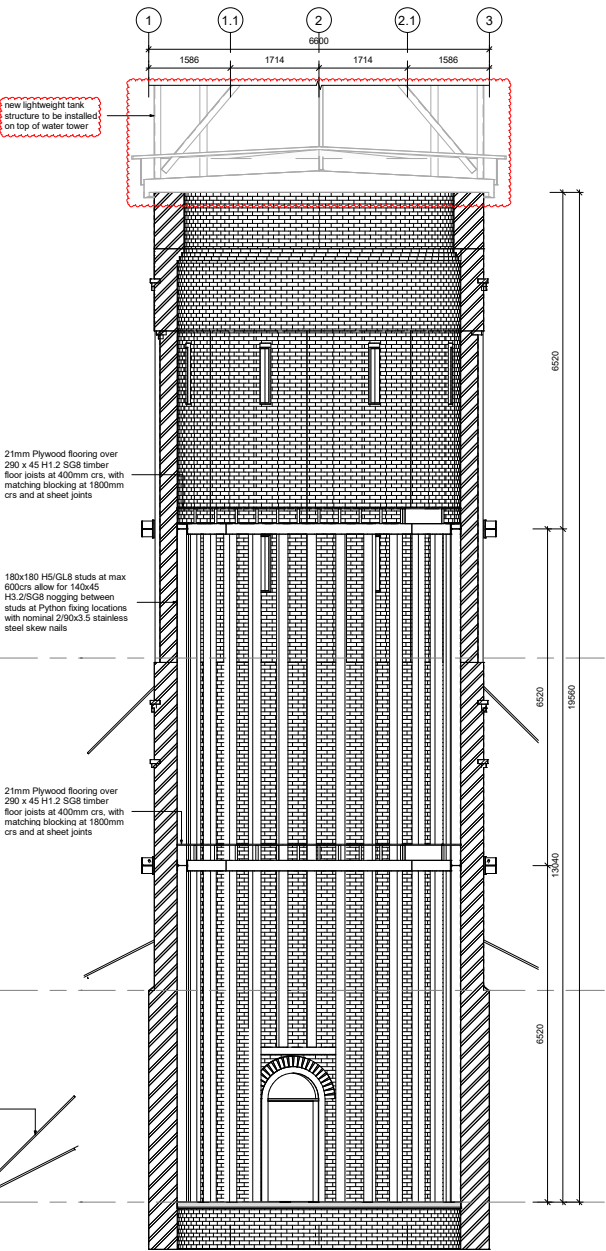 1
1.1
2
2.1
3
6600
1586
1714
1714
1586
new lightweight tank
structure to be installed
on top of water tower
6520
21mm Plywood flooring over
290 x 45 H1.2 SG8 timber
floor joists at 400mm crs, with
matching blocking at 1800mm
crs and at sheet joints
180x180 H5/GL8 studs at max
600crs allow for 140x45
H3.2/SG8 nogging between
studs at Python fixing locations
with nominal 2/90x3.5 stainless
steel skew nails
6520
19560
21mm Plywood flooring over
290 x 45 H1.2 SG8 timber
floor joists at 400mm crs, with
matching blocking at 1800mm
crs and at sheet joints
13040
6520